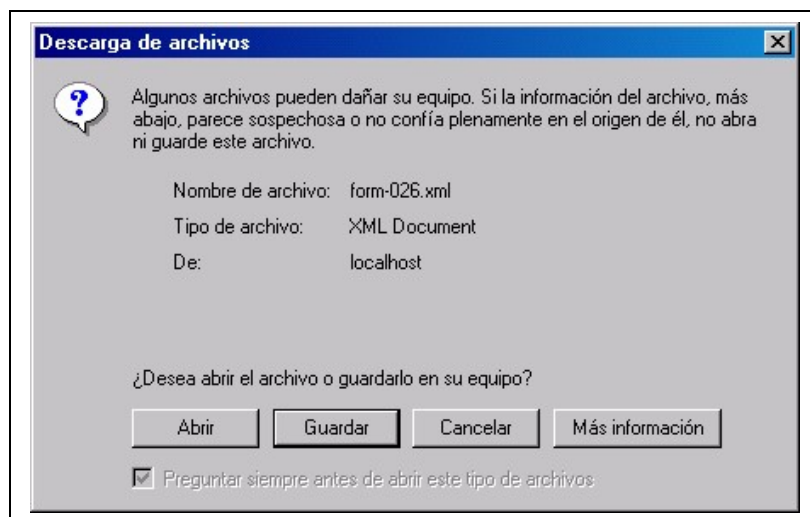 Descarga de archivos
Algunos archivos pueden dañar su equipo. Si la información del archivo, más
abajo, parece sospechosa o no confía plenamente en el origen de él, no abra
ni guarde este archivo.
Nombre de archivo: form-026.xml
Tipo de archivo: XML Document
De: localhost
¿Desea abrir el archivo o guardarlo en su equipo?
Abrir Guardar Cancelar Más información
Preguntar siempre antes de abrir este tipo de archivos